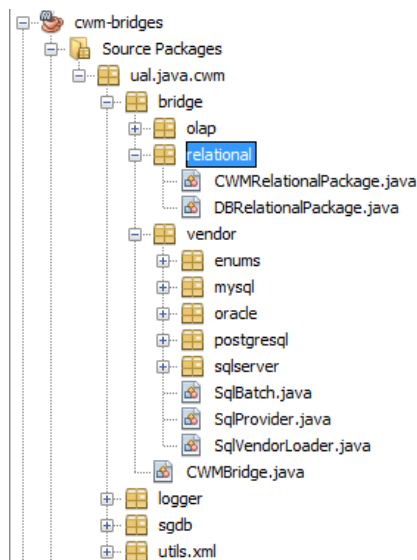 cwm-bridges
Source Packages
ual.java.cwm
bridge
olap
relational
CWMRelationalPackage.java
DBRelationalPackage.java
vendor
enums
mysql
oracle
postgresql
sqlserver
SqlBatch.java
SqlProvider.java
SqlVendorLoader.java
CWMBridge.java
logger
sgdb
utils.xml